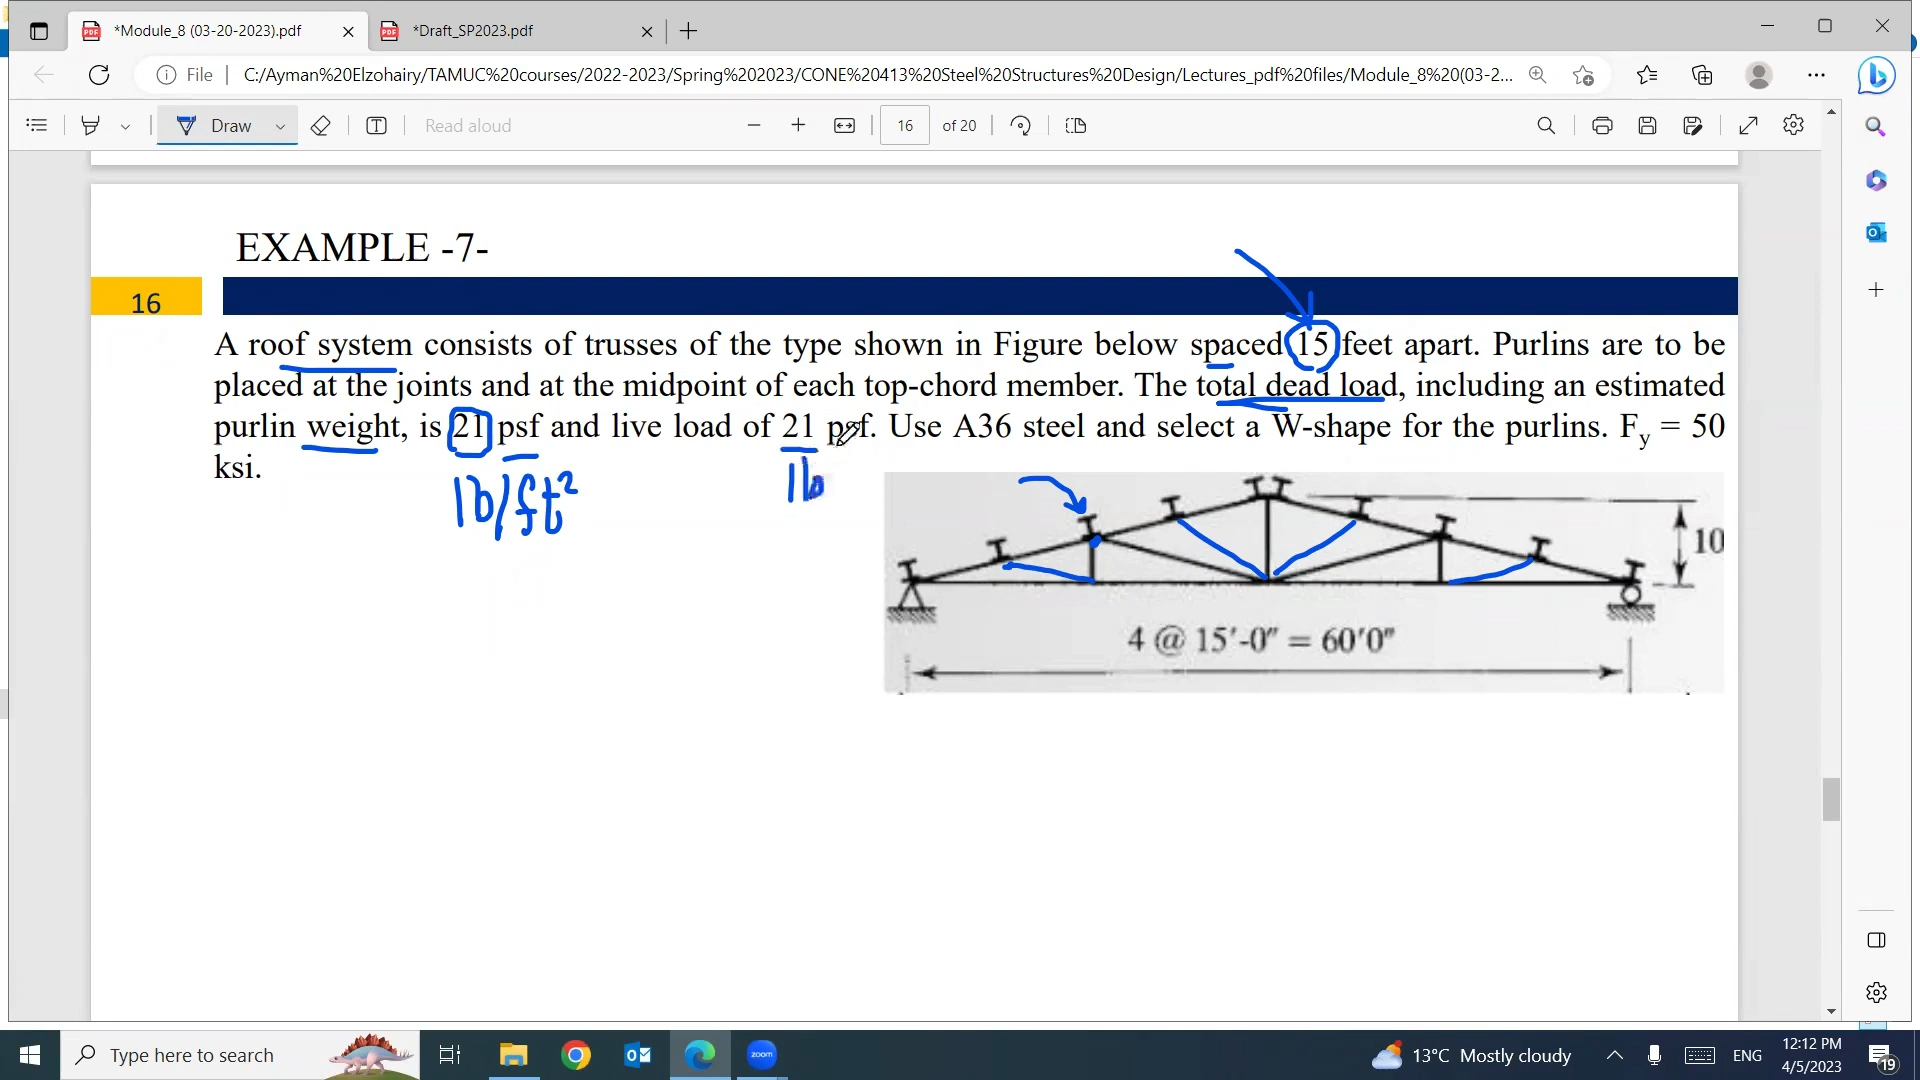 *Module_8 (03-20-2023).pdf
*Draft_SP2023.pdf
File
C:/Ayman%20Elzohairy/TAMUC%20courses/2022-2023/Spring%202023/CONE%20413%20Steel%20Structures%20Design/Lectures_pdf%20files/Module_8%20(03-2...
Draw
Read aloud
16
of 20
EXAMPLE -7-
16
A roof system consists of trusses of the type shown in Figure below spaced 15 feet apart. Purlins are to be
placed at the joints and at the midpoint of each top-chord member. The total dead load, including an estimated
purlin weight, is 21 psf and live load of 21 psf. Use A36 steel and select a W-shape for the purlins. Fy = 50
ksi.
lb/ft²
lb
10
4 @ 15'-0" = 60'0"
Type here to search
zoom
13°C Mostly cloudy
ENG
12:12 PM
4/5/2023
19